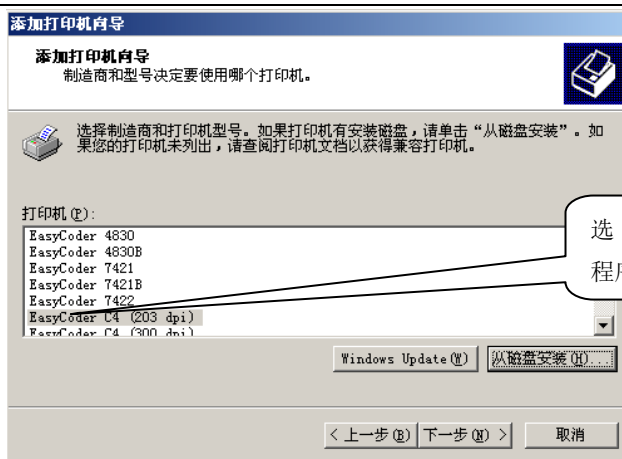 添加打印机向导
添加打印机向导
制造商和型号决定要使用哪个打印机。
选择制造商和打印机型号。如果打印机有安装磁盘，请单击“从磁盘安装”。如
果您的打印机未列出，请查阅打印机文档以获得兼容打印机。
打印机(P):
EasyCoder 4830
EasyCoder 4830B
EasyCoder 7421
EasyCoder 7421B
EasyCoder 7422
EasyCoder C4 (203 dpi)
EasyCoder C4 (300 dpi)
选
程序
Windows Update(W)
从磁盘安装(H)...
< 上一步(B)
下一步(N) >
取消